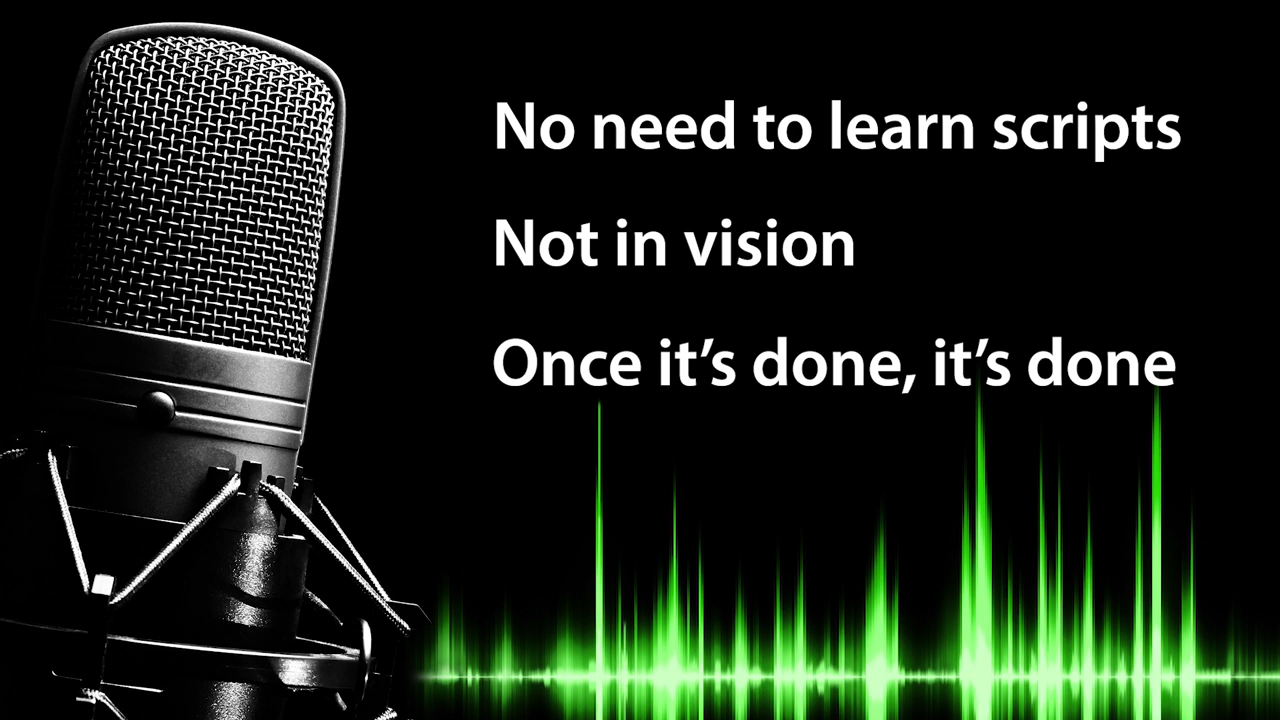 No need to learn scripts
Not in vision
Once it’s done, it’s done